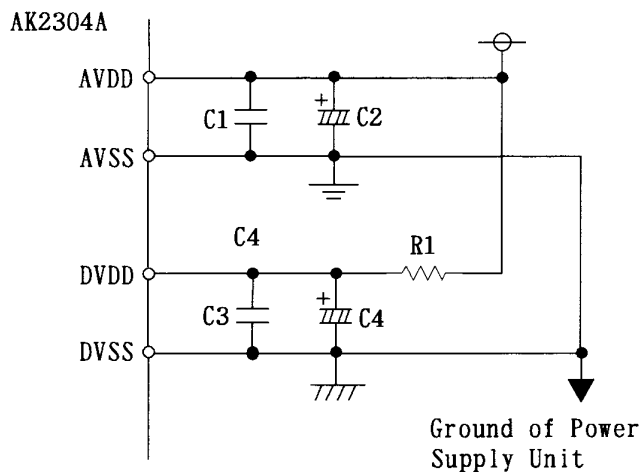 AK2304A
AVDD
C1
+
C2
AVSS
C4
R1
DVDD
C3
+
C4
DVSS
Ground of Power
Supply Unit